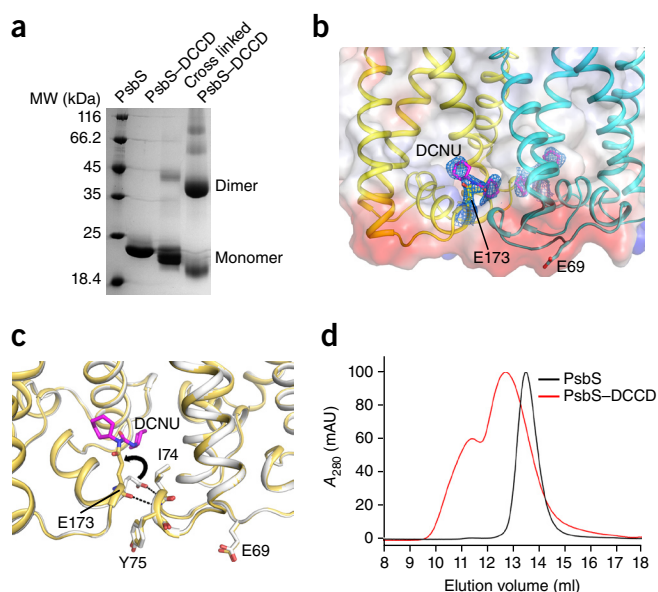 a
PsbS
PsbS–DCCD
Cross linked
PsbS–DCCD
MW (kDa)
116
66.2
45
35
25
18.4
Dimer
Monomer
b
DCNU
E173
E69
c
DCNU
I74
E173
Y75
E69
d
PsbS
PsbS–DCCD
A280 (mAU)
100
80
60
40
20
0
8 9 10 11 12 13 14 15 16 17 18
Elution volume (ml)